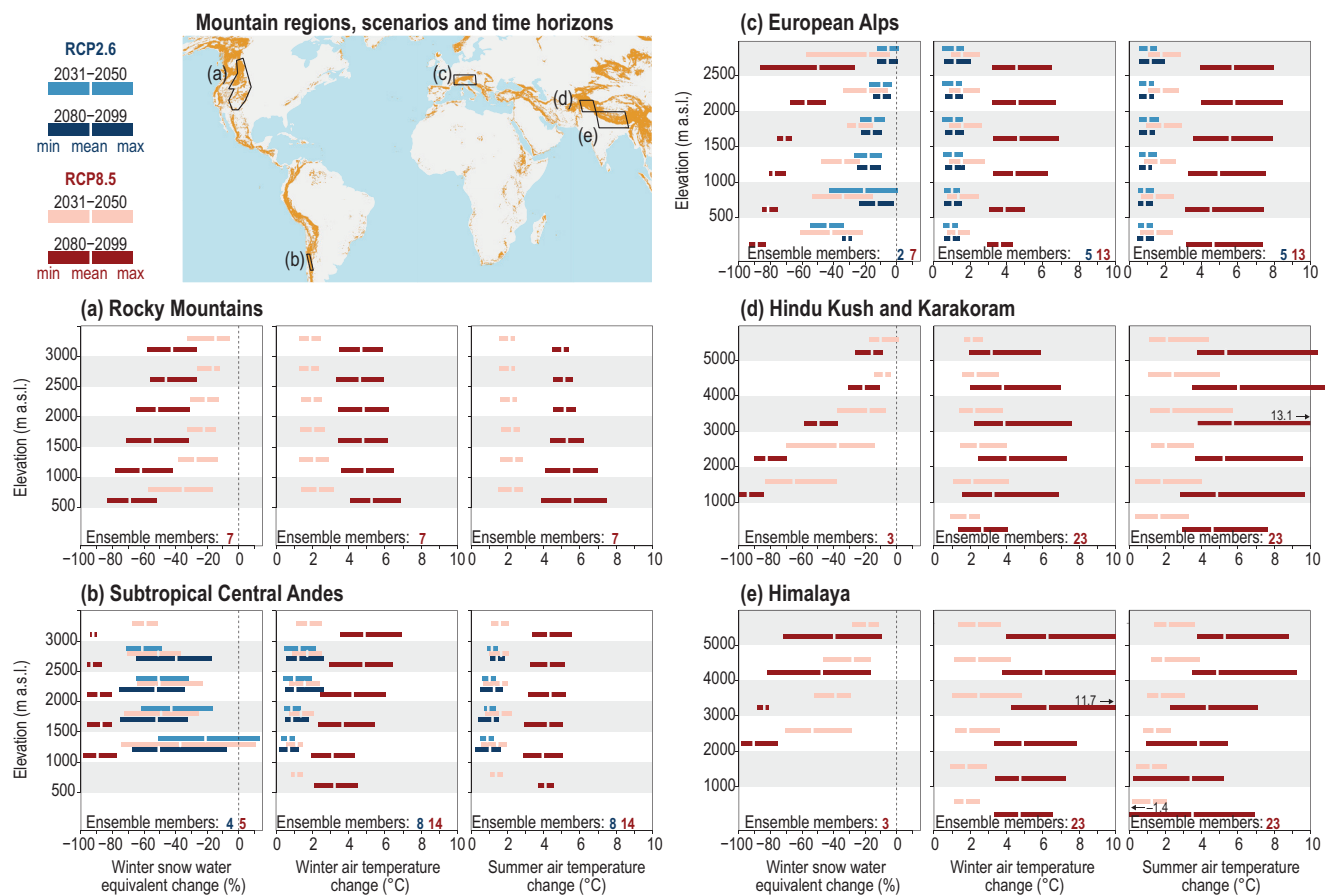 Mountain regions, scenarios and time horizons
RCP2.6
2031−2050
2080−2099
min mean max
RCP8.5
2031−2050
2080−2099
min mean max
(a)
(b)
(c)
(d)
(e)
(c) European Alps
Elevation (m a.s.l.)
2500
2000
1500
1000
500
Ensemble members: 2 7
Ensemble members: 5 13
Ensemble members: 5 13
−100 −80 −60 −40 −20 0
0 2 4 6 8 10
0 2 4 6 8 10
(a) Rocky Mountains
Elevation (m a.s.l.)
3000
2500
2000
1500
1000
500
Ensemble members: 7
Ensemble members: 7
Ensemble members: 7
−100 −80 −60 −40 −20 0
0 2 4 6 8 10
0 2 4 6 8 10
(d) Hindu Kush and Karakoram
Elevation (m a.s.l.)
5000
4000
3000
2000
1000
13.1
Ensemble members: 3
Ensemble members: 23
Ensemble members: 23
−100 −80 −60 −40 −20 0
0 2 4 6 8 10
0 2 4 6 8 10
(b) Subtropical Central Andes
Elevation (m a.s.l.)
3000
2500
2000
1500
1000
500
Ensemble members: 4 5
Ensemble members: 8 14
Ensemble members: 8 14
−100 −80 −60 −40 −20 0
0 2 4 6 8 10
0 2 4 6 8 10
Winter snow water
equivalent change (%)
Winter air temperature
change (°C)
Summer air temperature
change (°C)
(e) Himalaya
Elevation (m a.s.l.)
5000
4000
3000
2000
1000
11.7
−1.4
Ensemble members: 3
Ensemble members: 23
Ensemble members: 23
−100 −80 −60 −40 −20 0
0 2 4 6 8 10
0 2 4 6 8 10
Winter snow water
equivalent change (%)
Winter air temperature
change (°C)
Summer air temperature
change (°C)